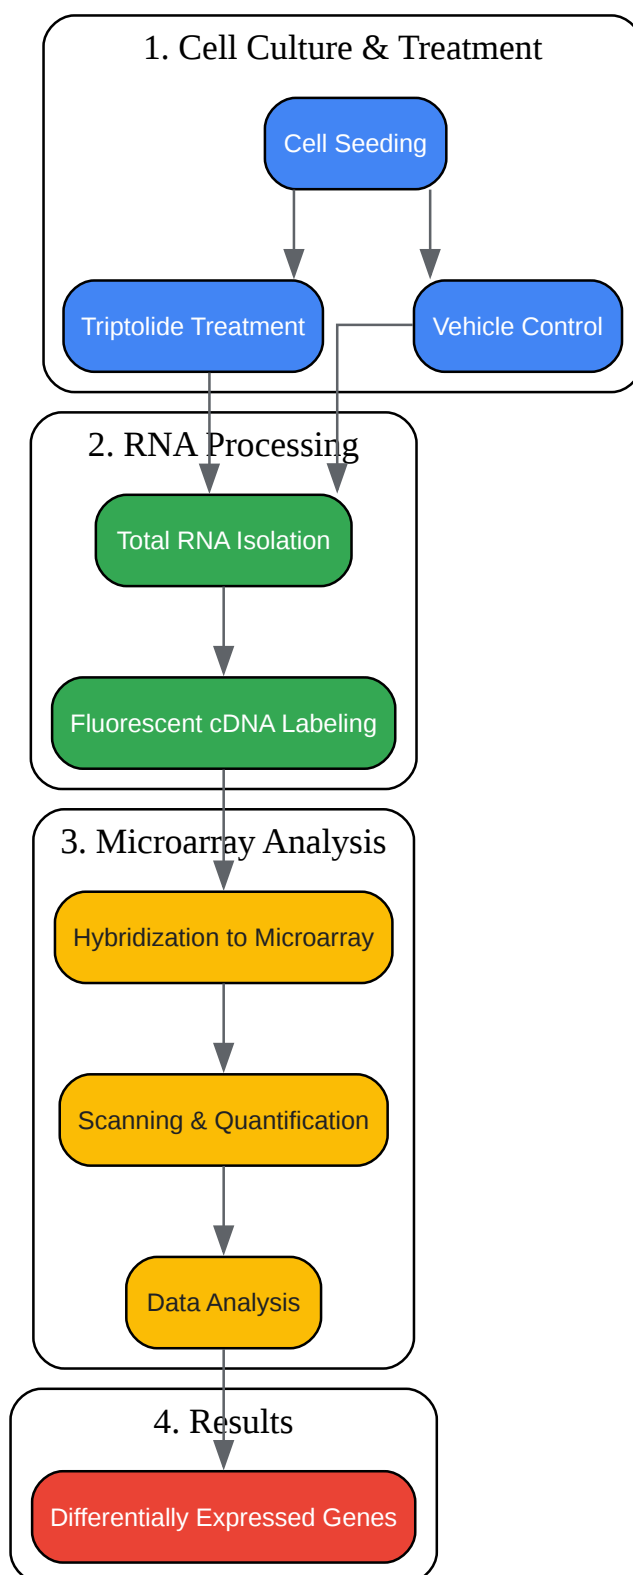 1. Cell Culture & Treatment
Cell Seeding
Triptolide Treatment
Vehicle Control
2. RNA Processing
Total RNA Isolation
Fluorescent cDNA Labeling
3. Microarray Analysis
Hybridization to Microarray
Scanning & Quantification
Data Analysis
4. Results
Differentially Expressed Genes